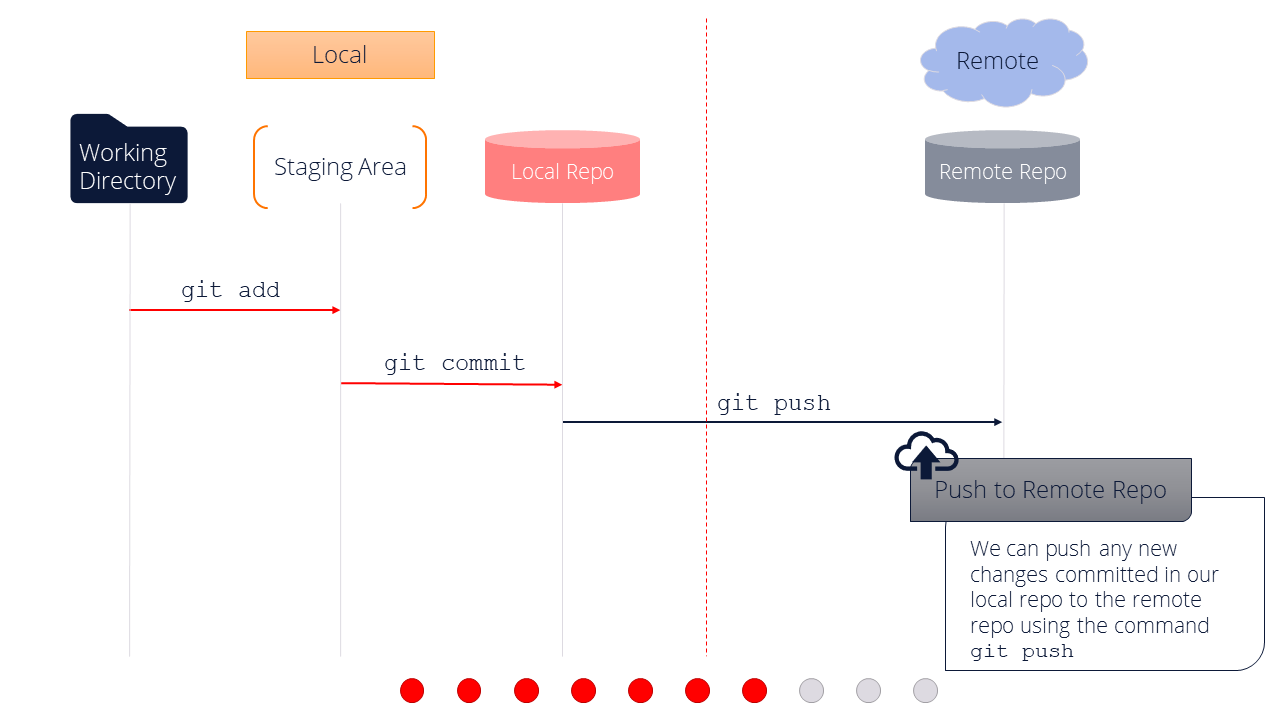 Local
Remote
Working
Directory
Staging Area
Local Repo
Remote Repo
git add
git commit
git push
Push to Remote Repo
We can push any new
changes committed in our
local repo to the remote
repo using the command
git push